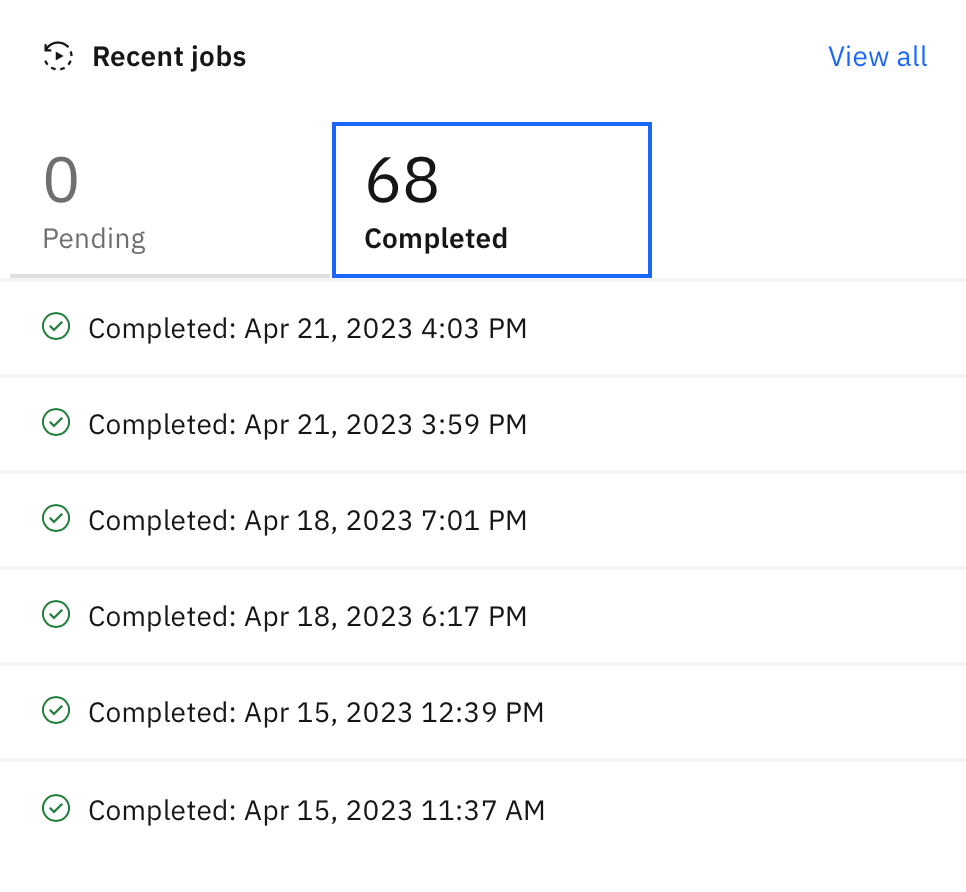 Recent jobs View all
0 68
Pending Completed
Completed: Apr 21, 2023 4:03 PM
Completed: Apr 21, 2023 3:59 PM
Completed: Apr 18, 2023 7:01 PM
Completed: Apr 18, 2023 6:17 PM
Completed: Apr 15, 2023 12:39 PM
Completed: Apr 15, 2023 11:37 AM